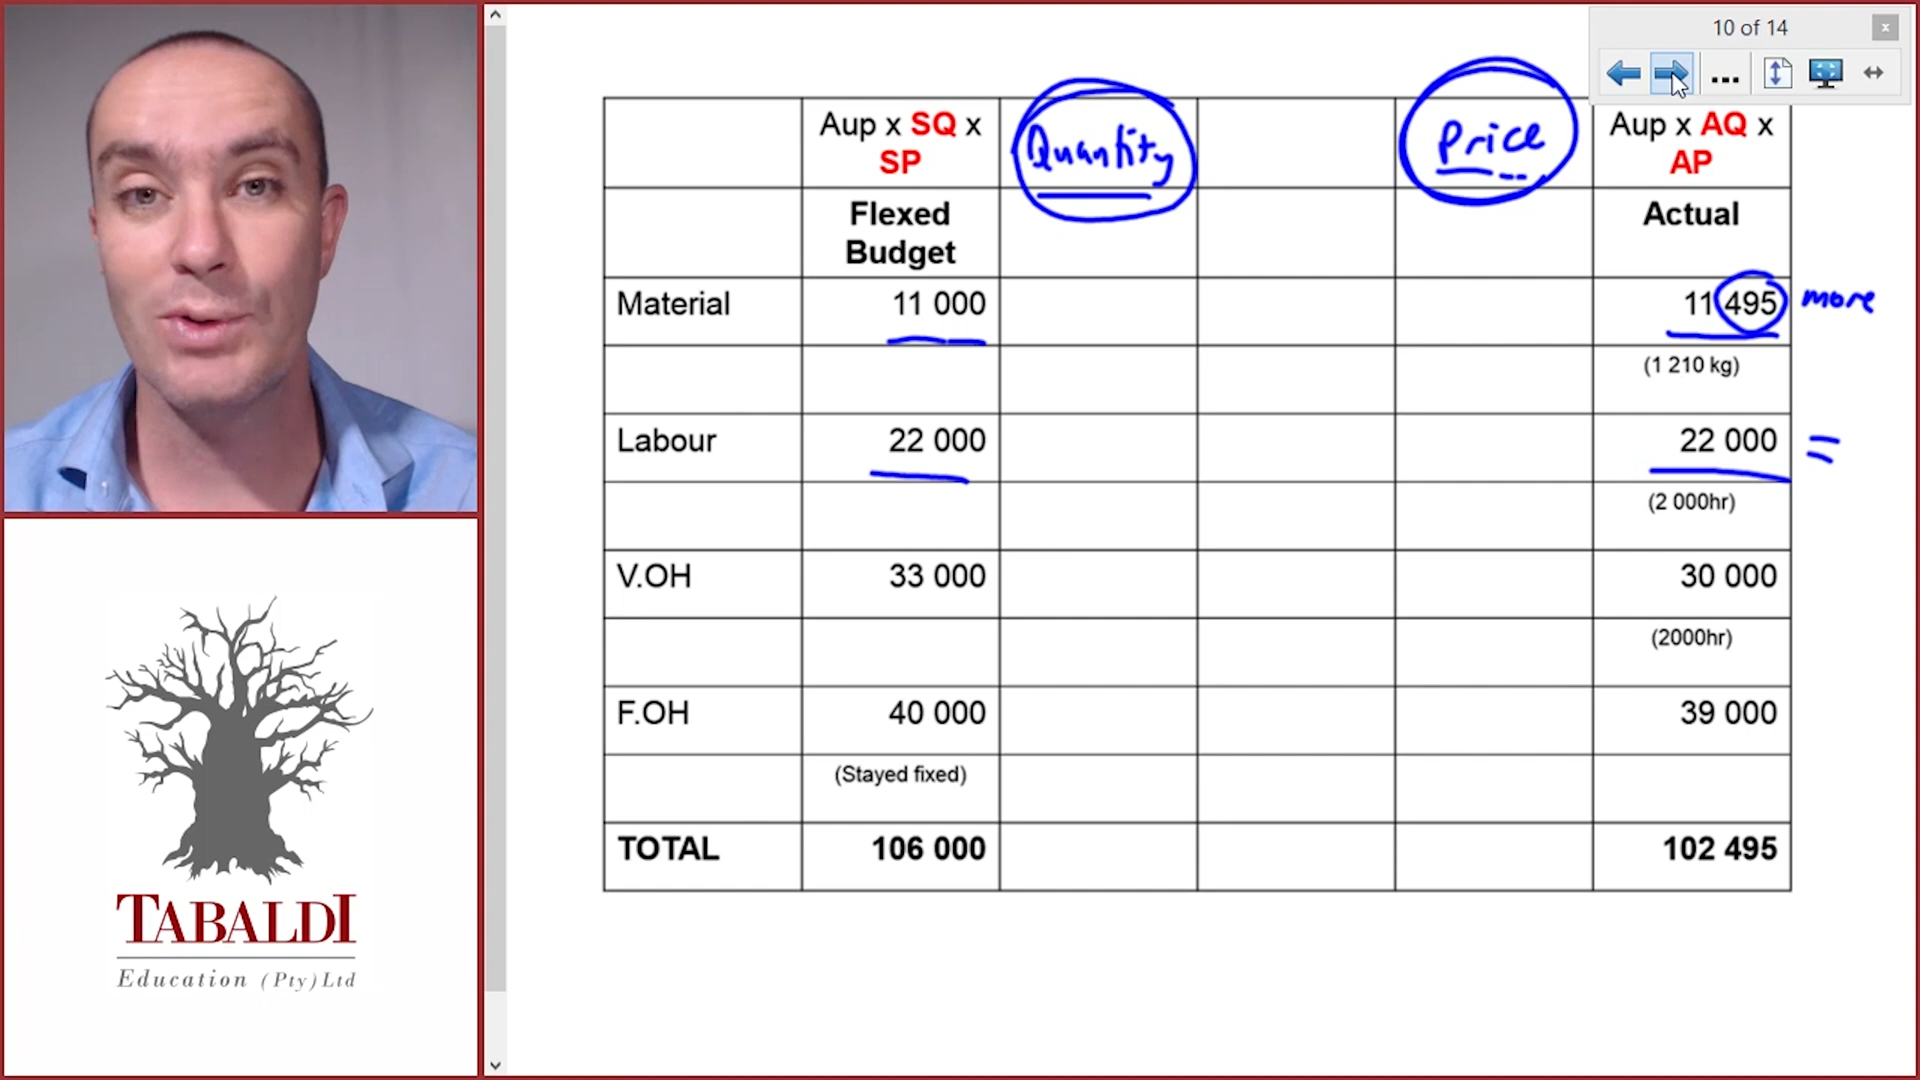 10 of 14
Aup x SQ x SP
Quantity
Price
Aup x AQ x AP
Flexed Budget
Actual
Material 11 000 11 495 more
(1 210 kg)
Labour 22 000 22 000 =
(2 000hr)
V.OH 33 000 30 000
(2000hr)
F.OH 40 000 39 000
(Stayed fixed)
TOTAL 106 000 102 495
TABALDI
Education (Pty) Ltd